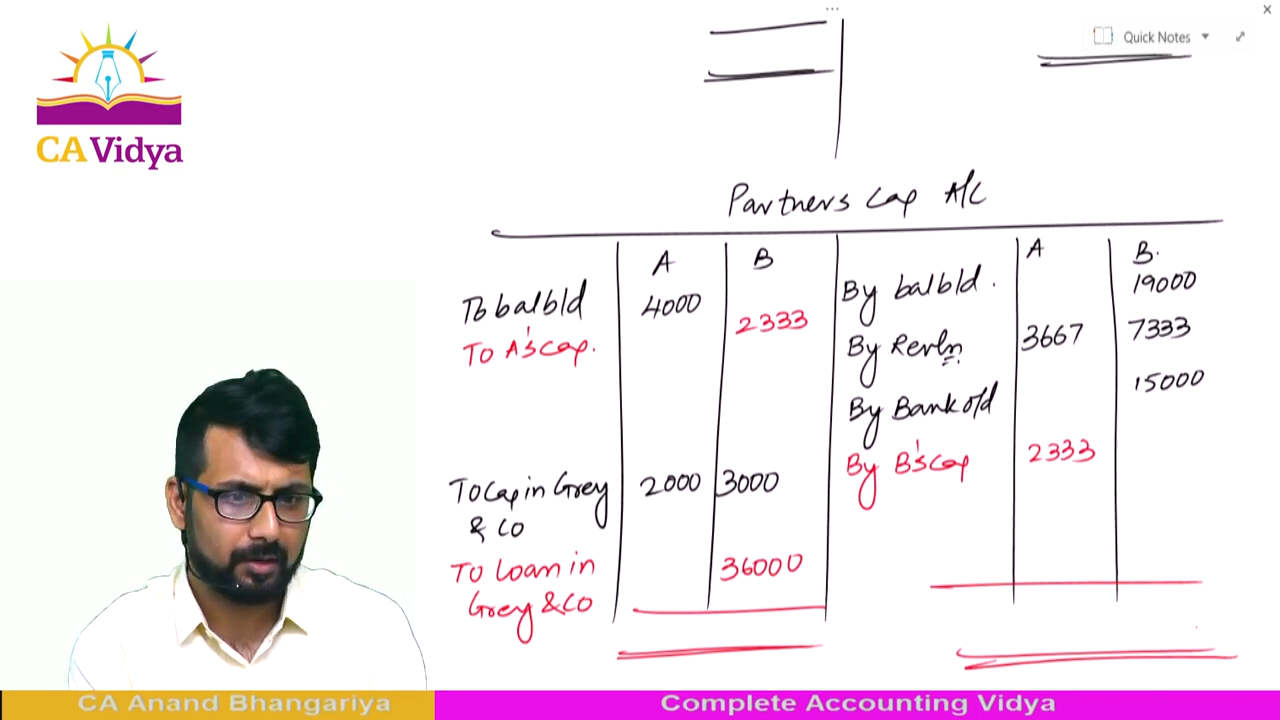 ...
Quick Notes
CA Vidya
Partners cap A/C
A B A B.
To bal b/d 4000 By bal b/d. 19000
To A's cap. 2333 By Revln. 3667 7333
By Bank o/d 15000
By B's cap 2333
To Cap in Grey 2000 3000
& CO
To Loan in 36000
Grey & CO
CA Anand Bhangariya Complete Accounting Vidya